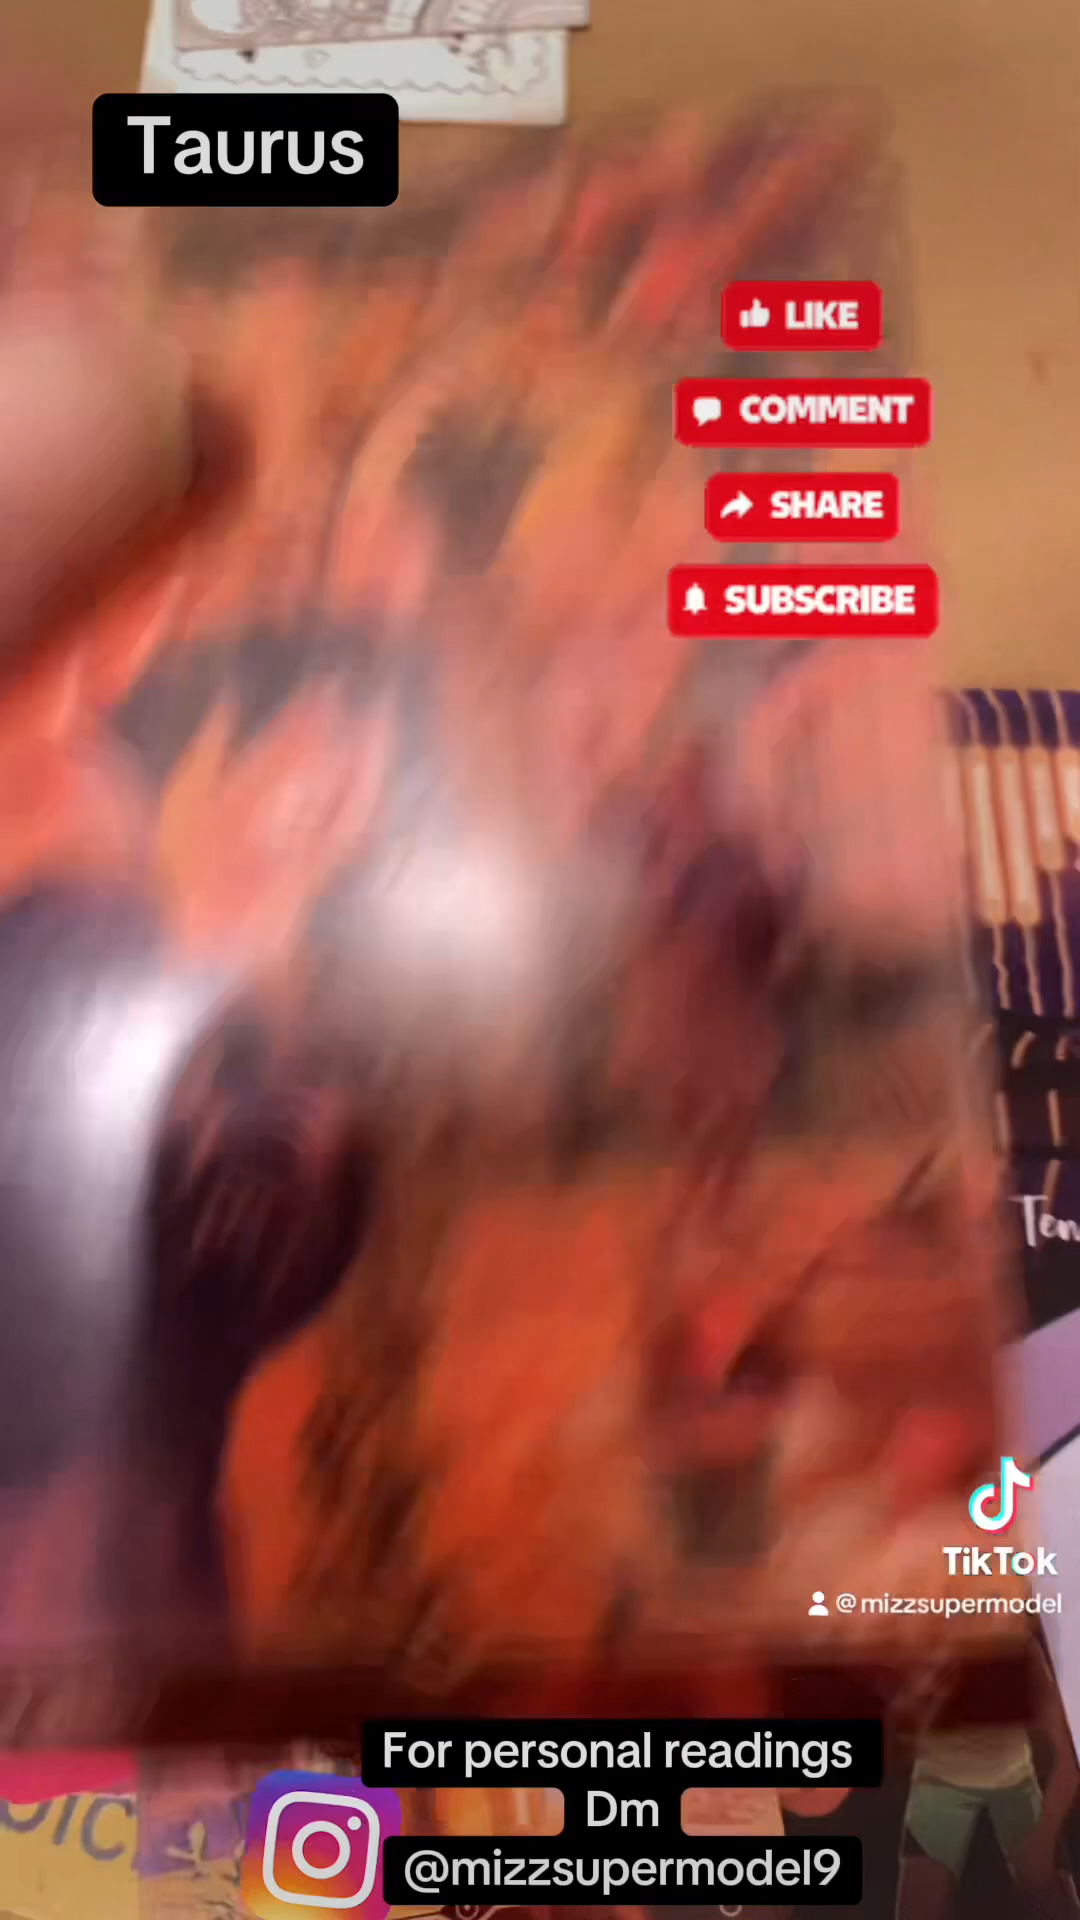 Taurus
LIKE
COMMENT
SHARE
SUBSCRIBE
TikTok
@mizzsupermodel
For personal readings
Dm
@mizzsupermodel9